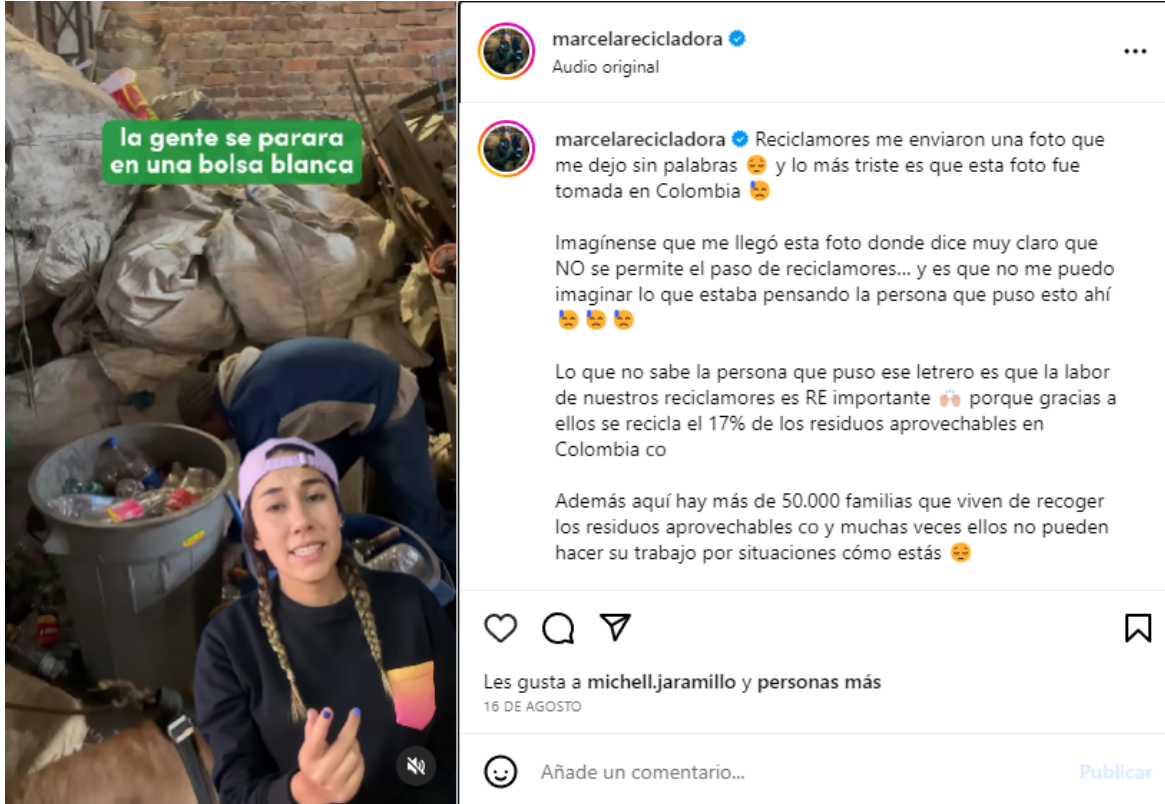 la gente se parara
en una bolsa blanca
marcelarecicladora
Audio original
marcelarecicladora Reciclamores me enviaron una foto que
me dejo sin palabras 😔 y lo más triste es que esta foto fue
tomada en Colombia 😓
Imagínense que me llegó esta foto donde dice muy claro que
NO se permite el paso de reciclamores... y es que no me puedo
imaginar lo que estaba pensando la persona que puso esto ahí
😓 😓 😓
Lo que no sabe la persona que puso ese letrero es que la labor
de nuestros reciclamores es RE importante 🙌🏻 porque gracias a
ellos se recicla el 17% de los residuos aprovechables en
Colombia co
Además aquí hay más de 50.000 familias que viven de recoger
los residuos aprovechables co y muchas veces ellos no pueden
hacer su trabajo por situaciones cómo estás 😔
Les gusta a michell.jaramillo y personas más
16 DE AGOSTO
Añade un comentario...
Publicar